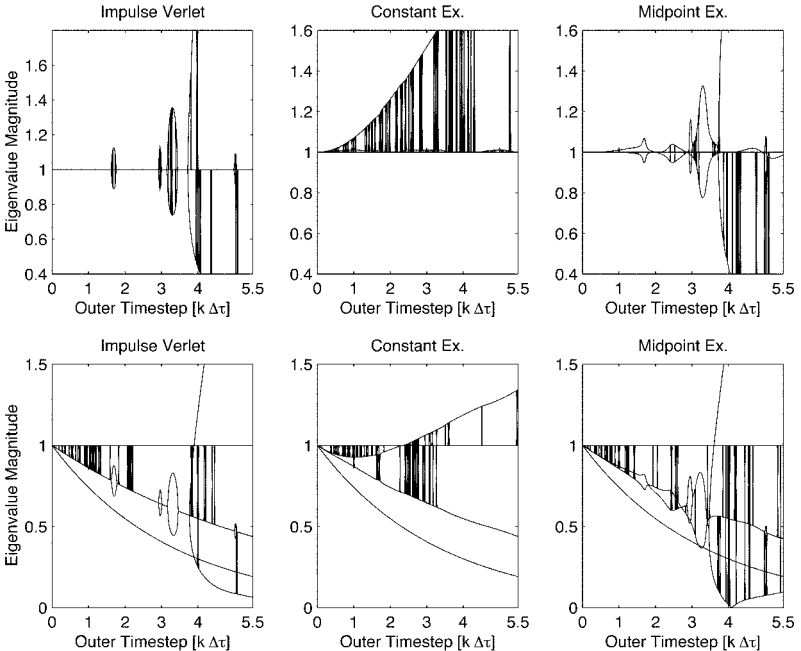 Impulse Verlet
Constant Ex.
Midpoint Ex.
Eigenvalue Magnitude
1.6
1.4
1.2
1
0.8
0.6
0.4
0 1 2 3 4 5.5
Outer Timestep [k Δτ]
1.6
1.4
1.2
1
0.8
0.6
0.4
0 1 2 3 4 5.5
Outer Timestep [k Δτ]
1.6
1.4
1.2
1
0.8
0.6
0.4
0 1 2 3 4 5.5
Outer Timestep [k Δτ]
Impulse Verlet
Constant Ex.
Midpoint Ex.
Eigenvalue Magnitude
1.5
1
0.5
0
0 1 2 3 4 5.5
Outer Timestep [k Δτ]
1.5
1
0.5
0
0 1 2 3 4 5.5
Outer Timestep [k Δτ]
1.5
1
0.5
0
0 1 2 3 4 5.5
Outer Timestep [k Δτ]